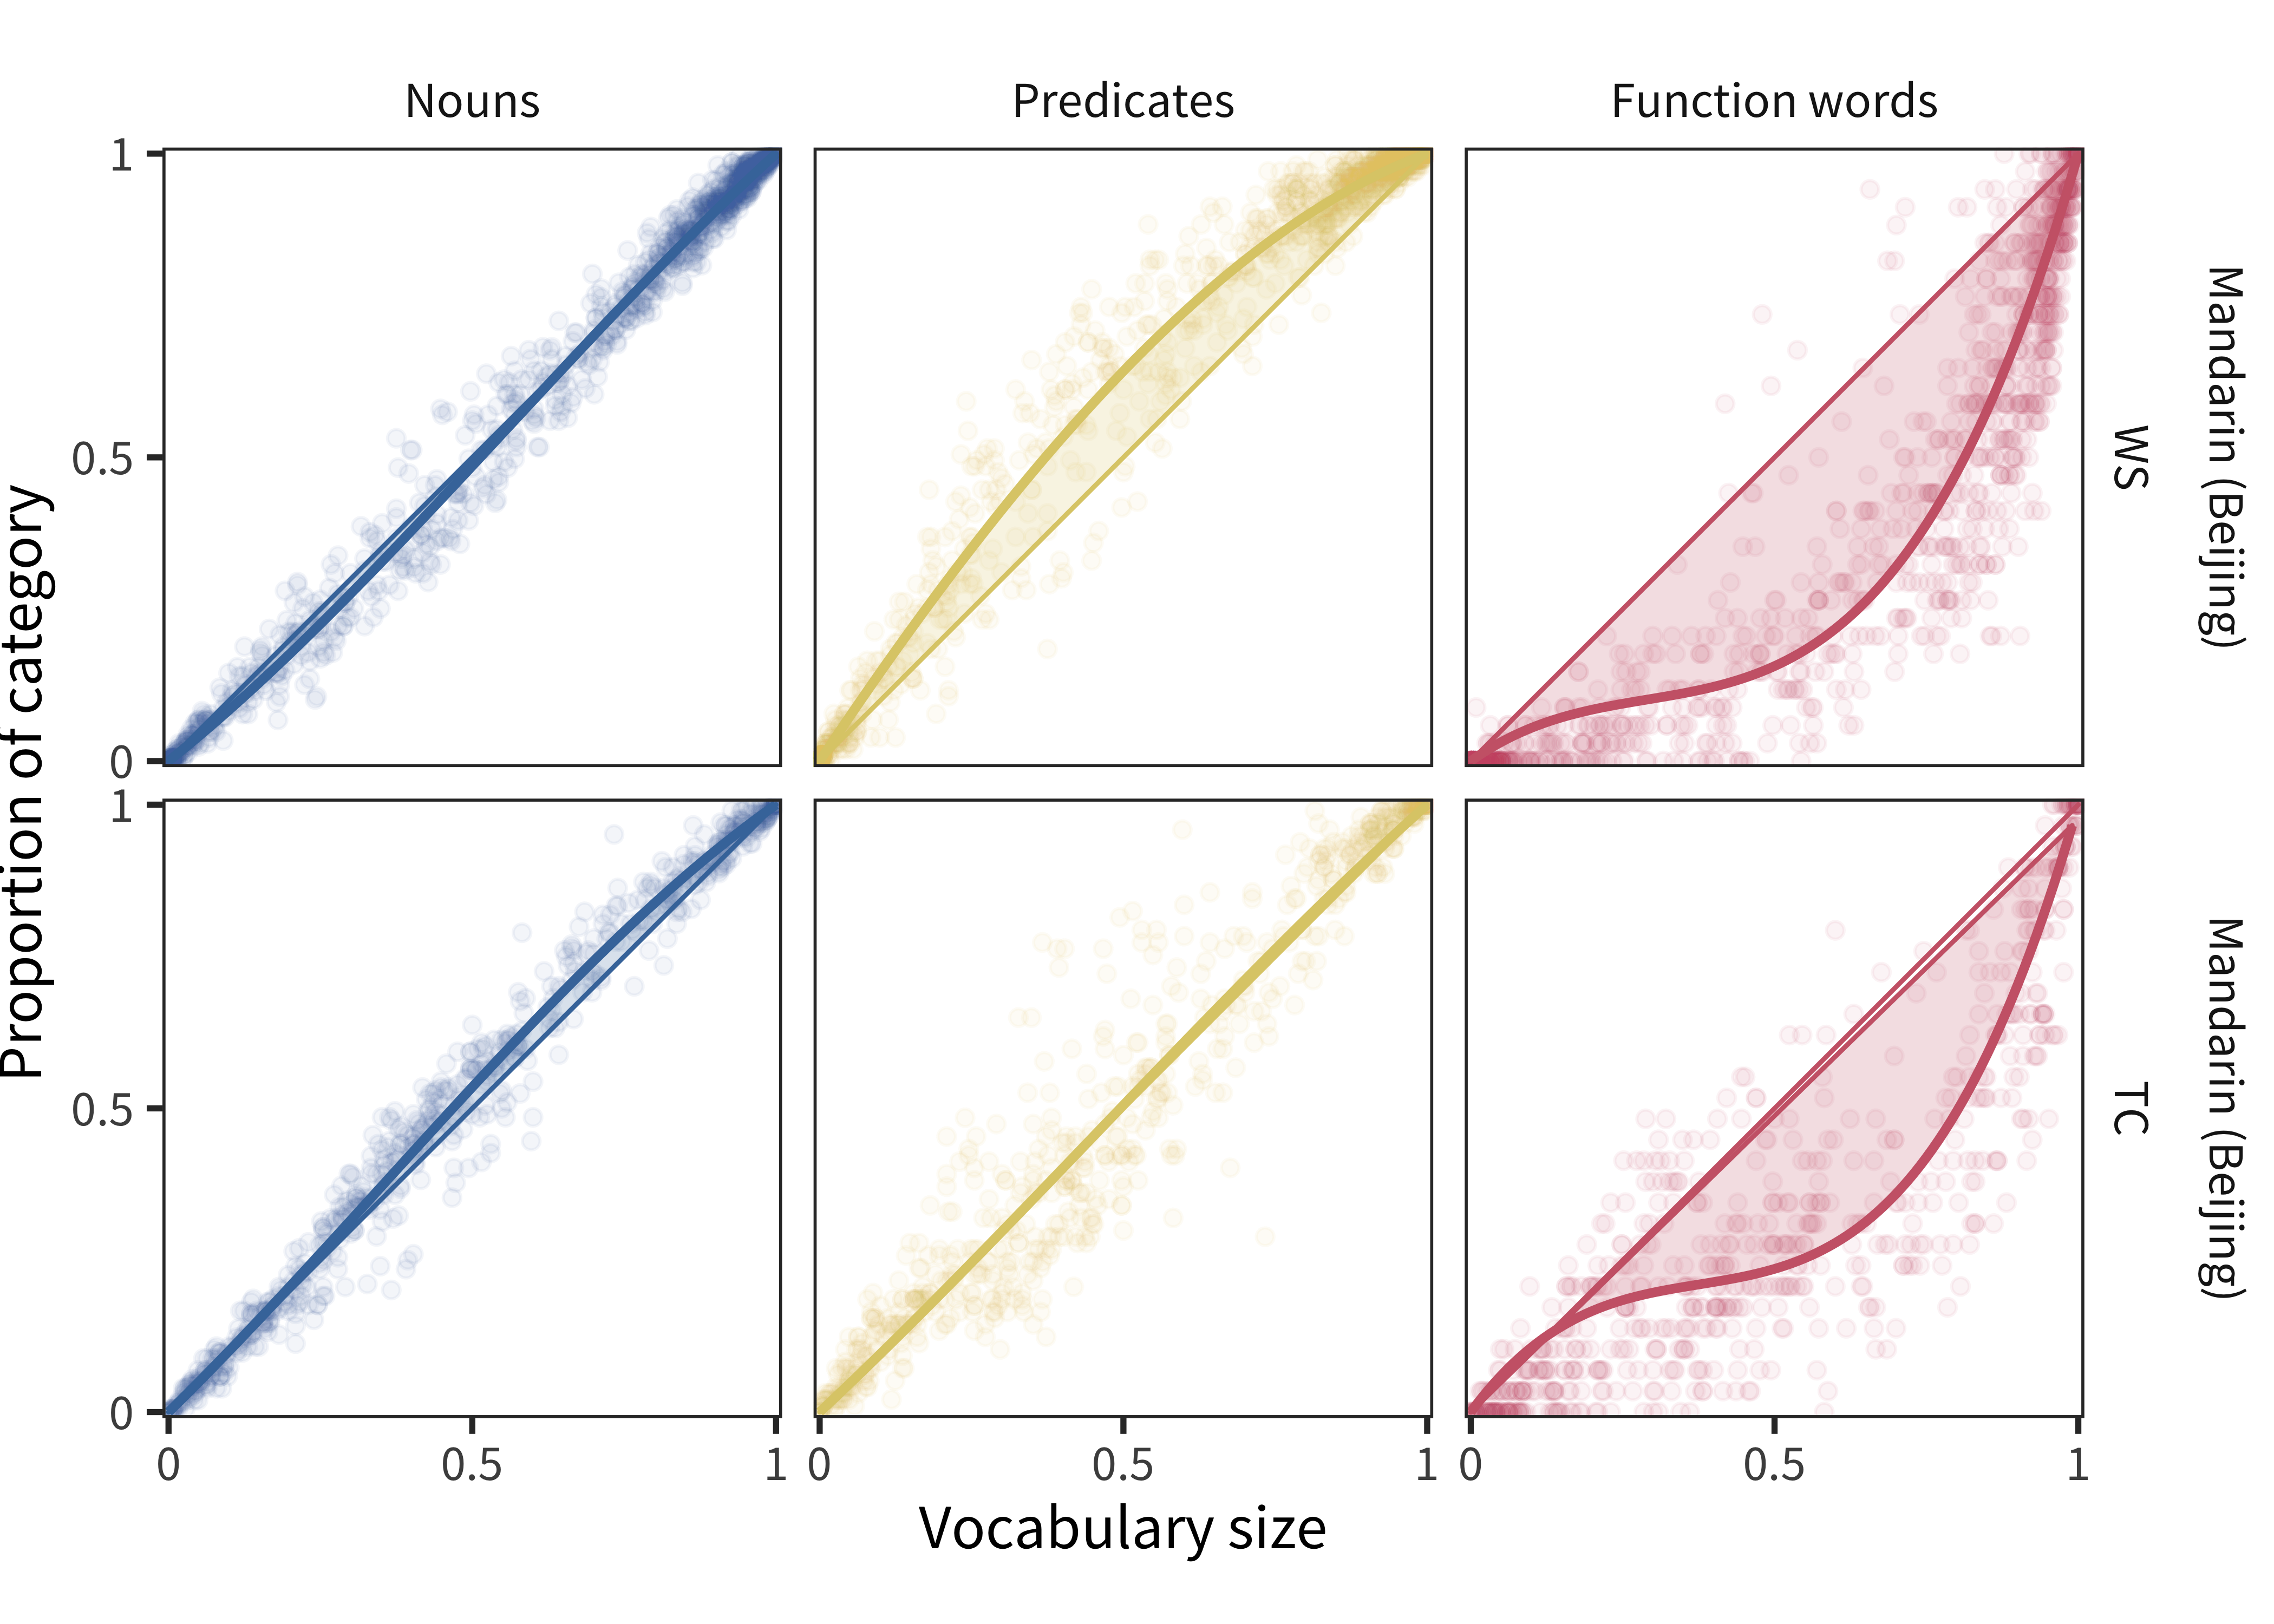 Nouns
Predicates
Function words
1
0.5
0
Mandarin (Beijing)
WS
1
0.5
0
Mandarin (Beijing)
TC
0 0.5 1
0 0.5 1
0 0.5 1
Vocabulary size
Proportion of category